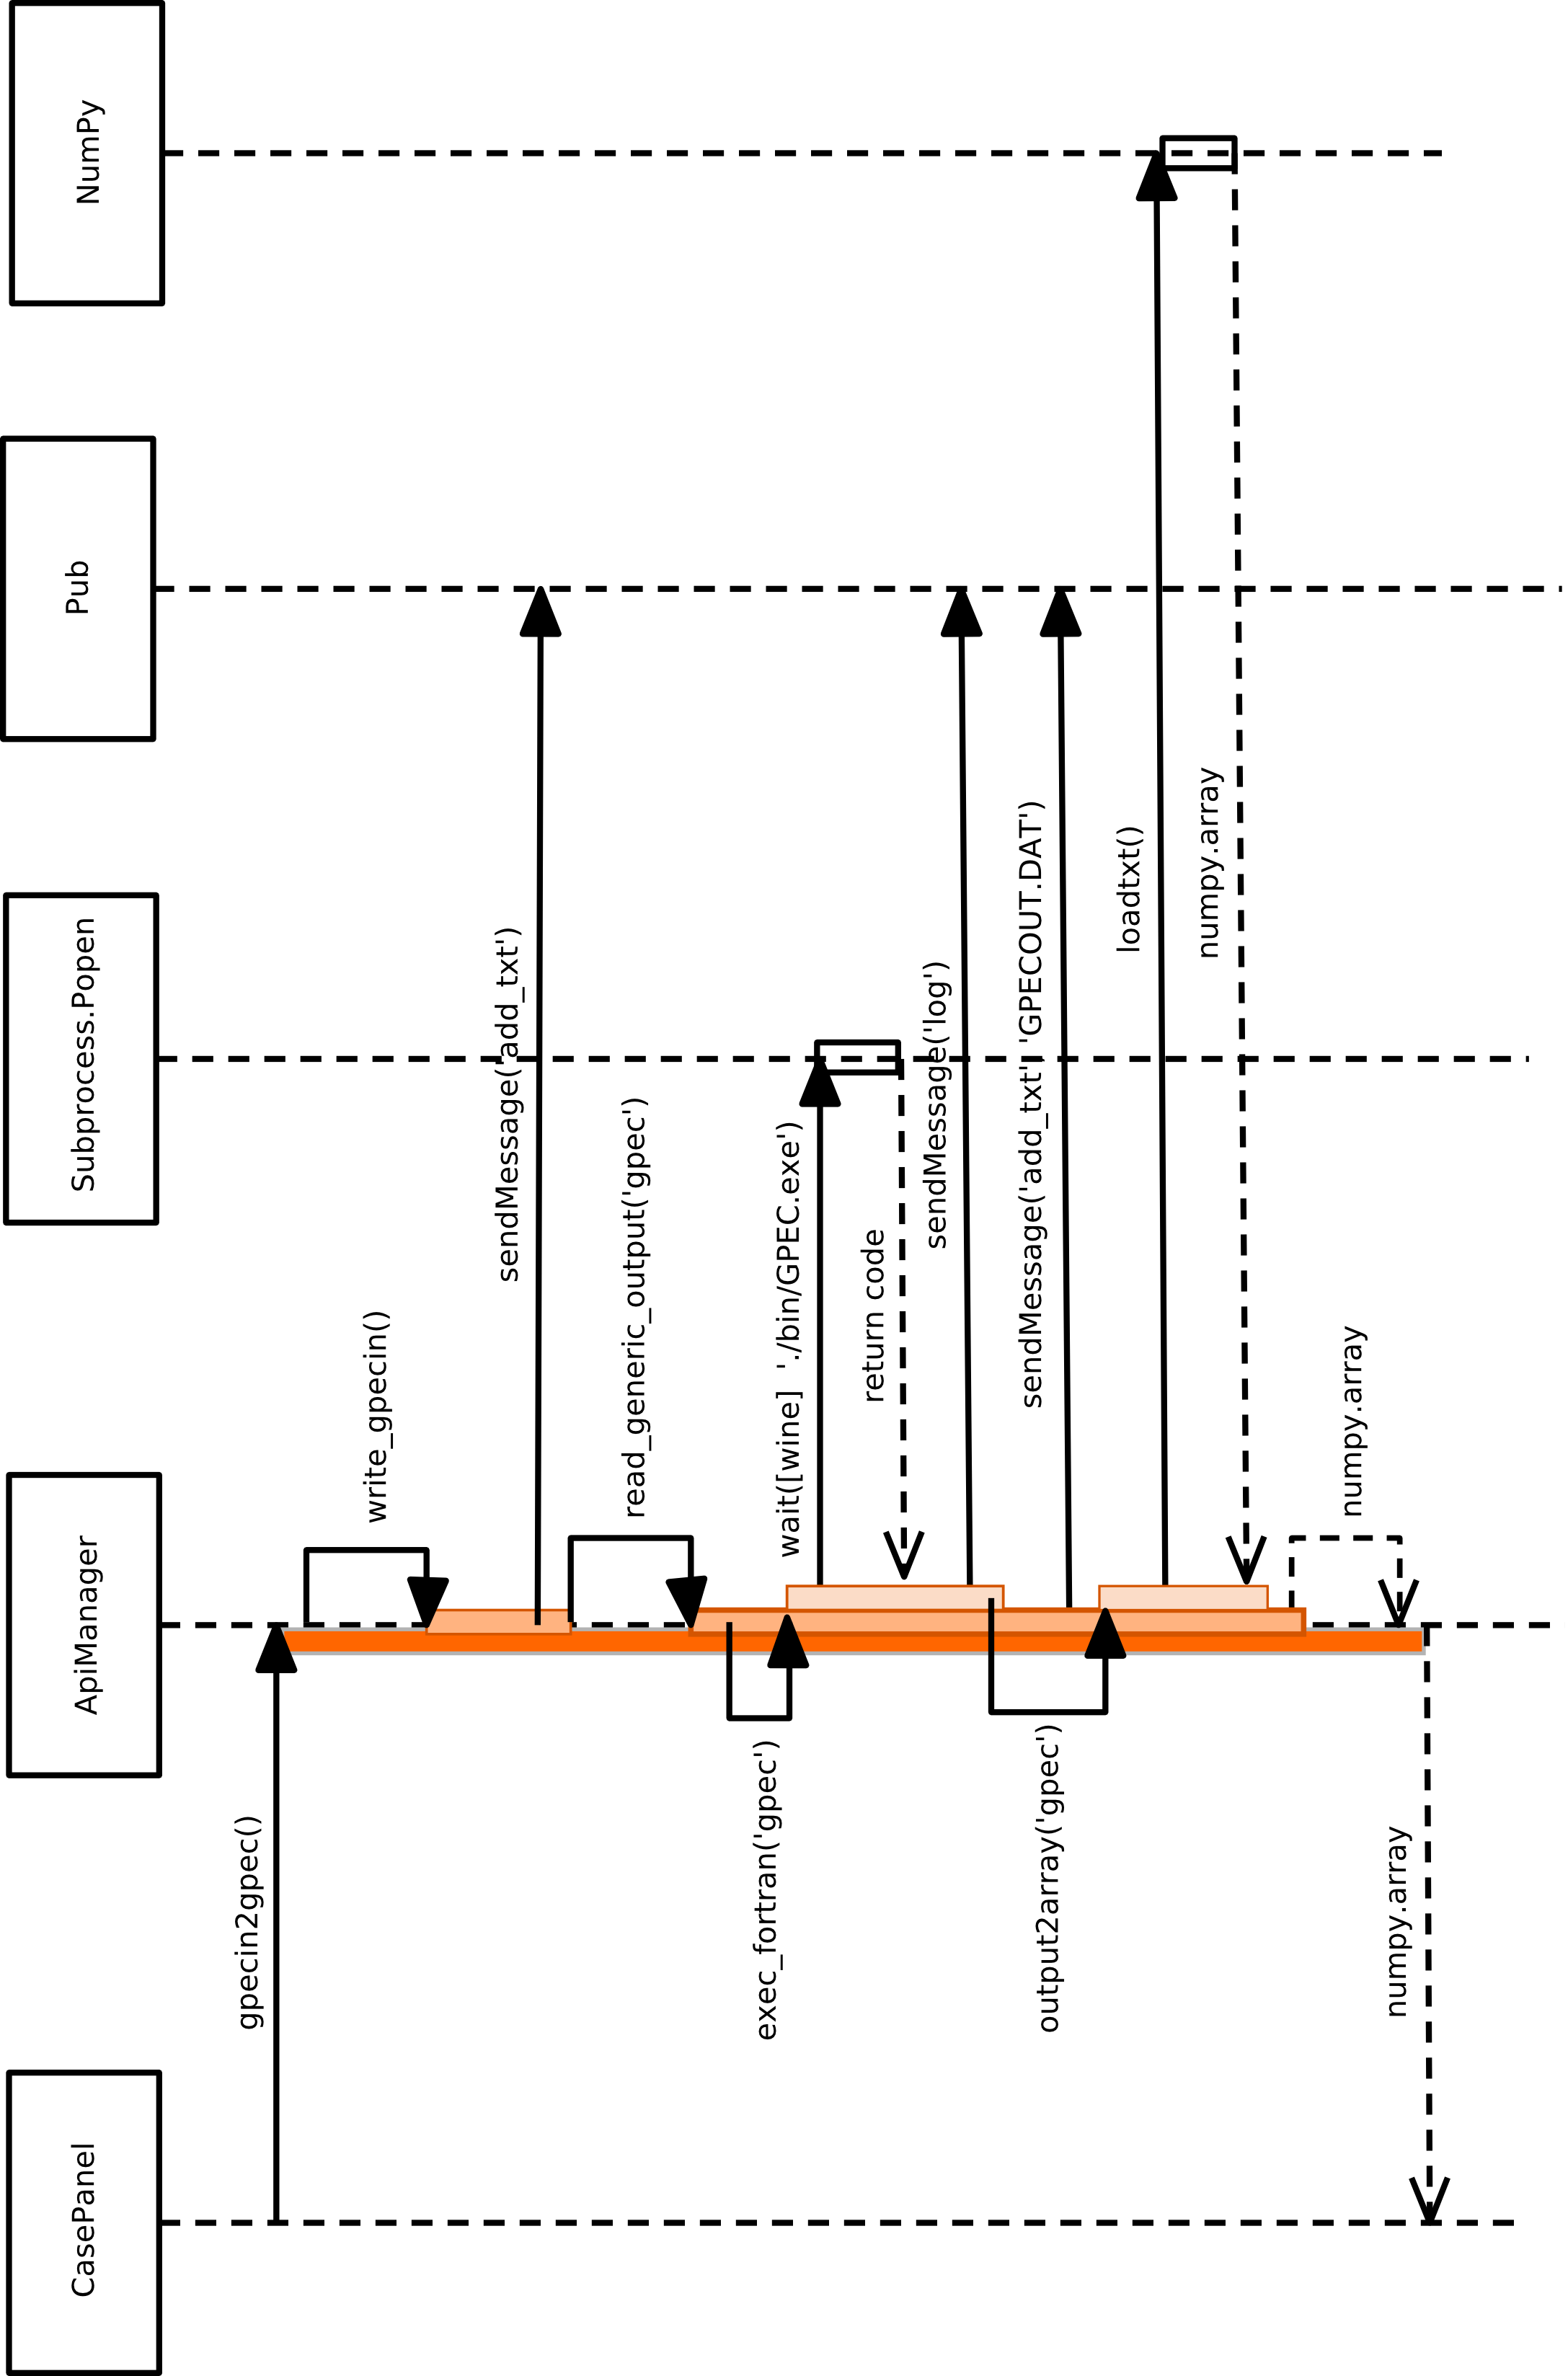 CasePanel
ApiManager
Subprocess.Popen
Pub
NumPy
gpecin2gpec()
write_gpecin()
sendMessage('add_txt')
read_generic_output('gpec')
exec_fortran('gpec')
wait([wine] './bin/GPEC.exe')
return code
sendMessage('log')
sendMessage('add_txt' 'GPECOUT.DAT')
output2array('gpec')
loadtxt()
numpy.array
numpy.array
numpy.array